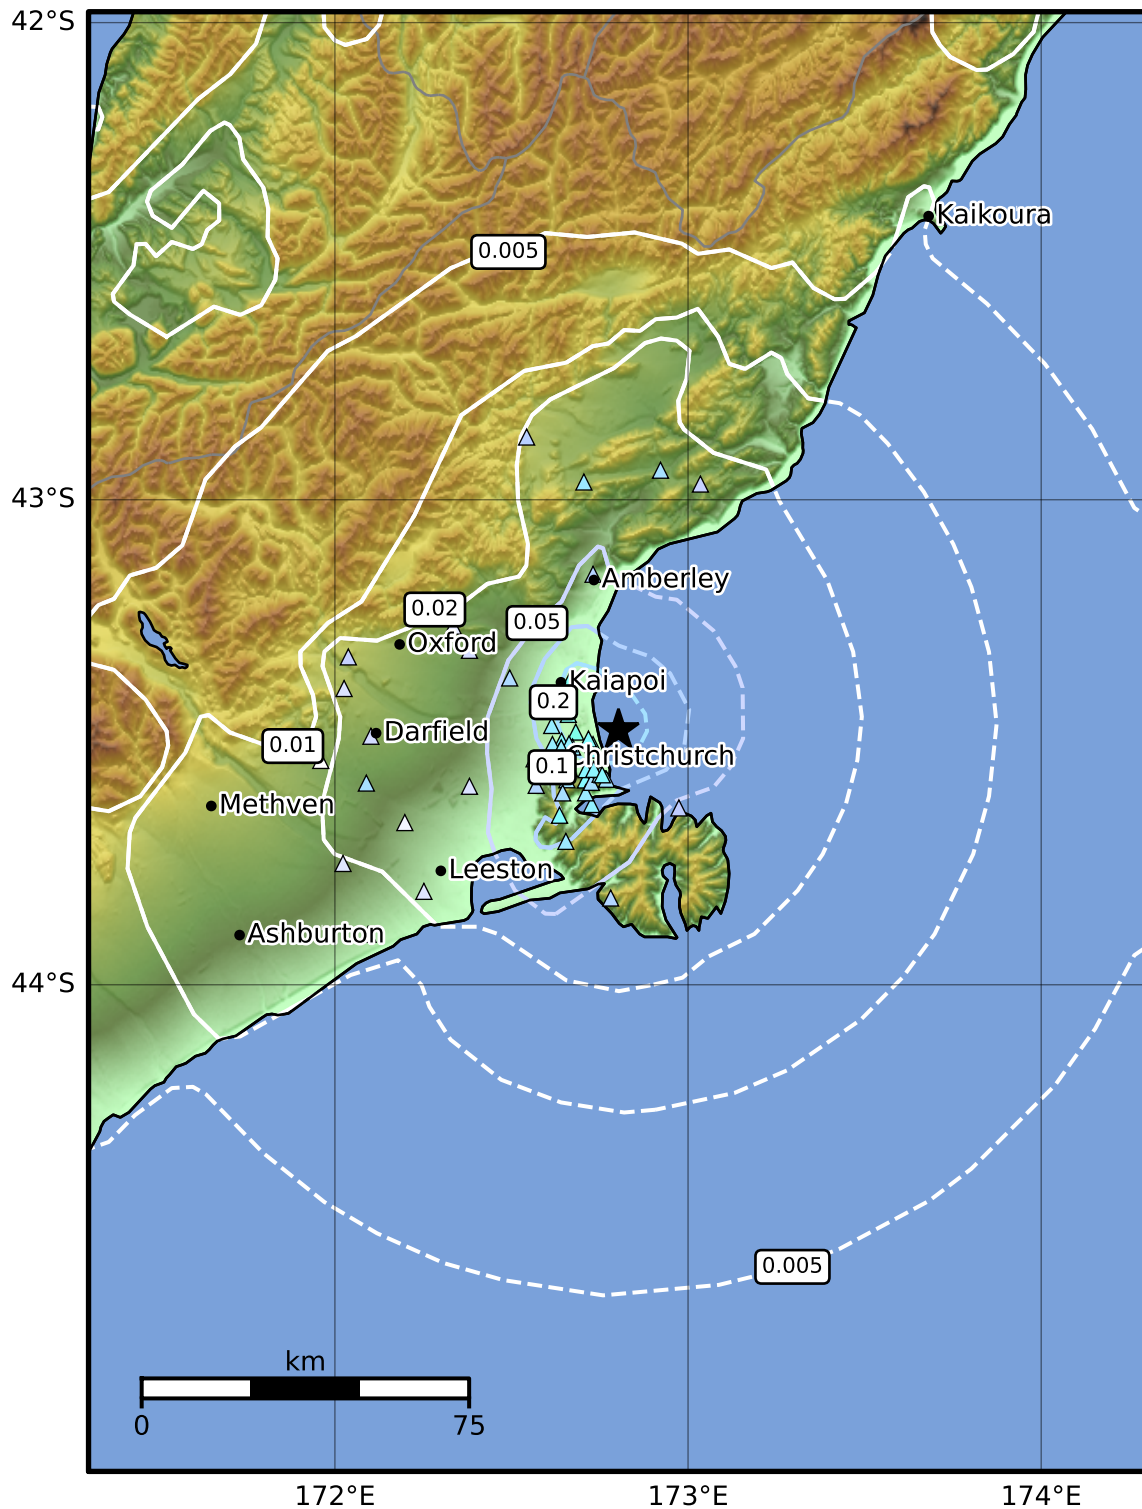 42°S
Kaikoura
0.005
43°S
Amberley
0.02
0.05
Oxford
Kaiapoi
0.2
Darfield
0.01
Christchurch
0.1
Methven
Leeston
Ashburton
44°S
0.005
km
0
75
172°E
173°E
174°E